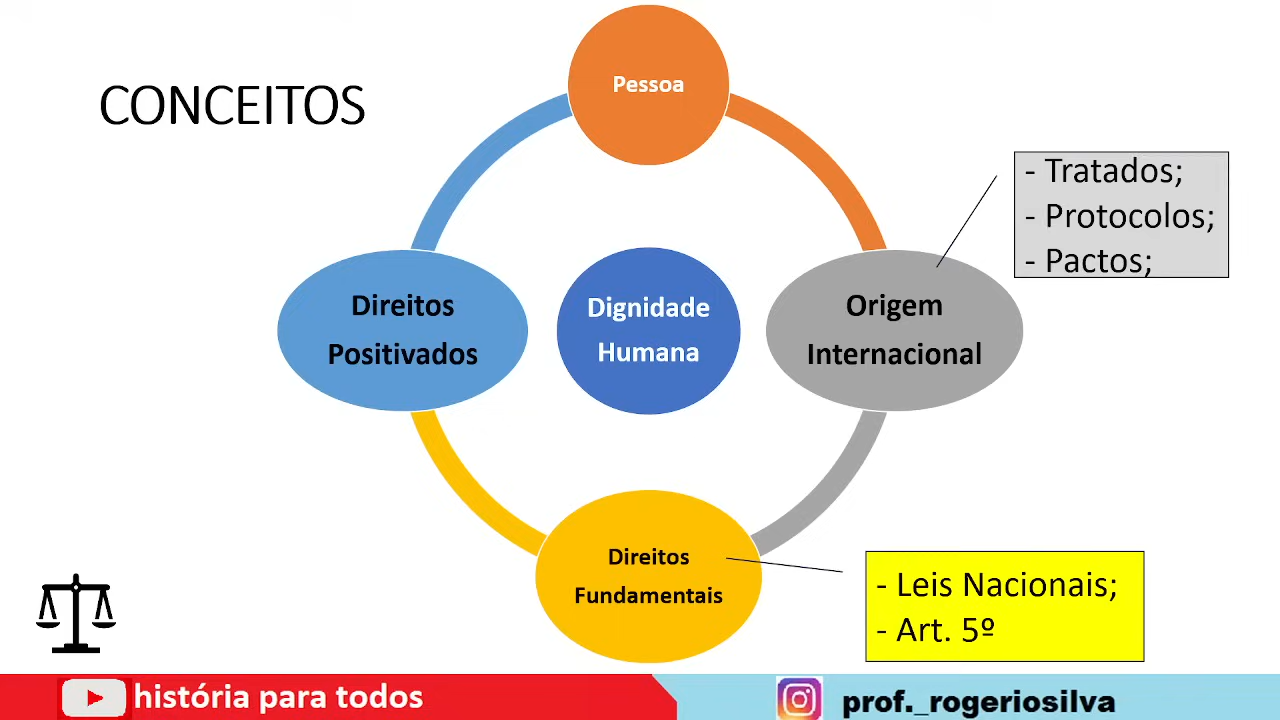 CONCEITOS
Pessoa
- Tratados;
- Protocolos;
- Pactos;
Direitos
Positivados
Dignidade
Humana
Origem
Internacional
Direitos
Fundamentais
- Leis Nacionais;
- Art. 5º
história para todos
prof._rogeriosilva